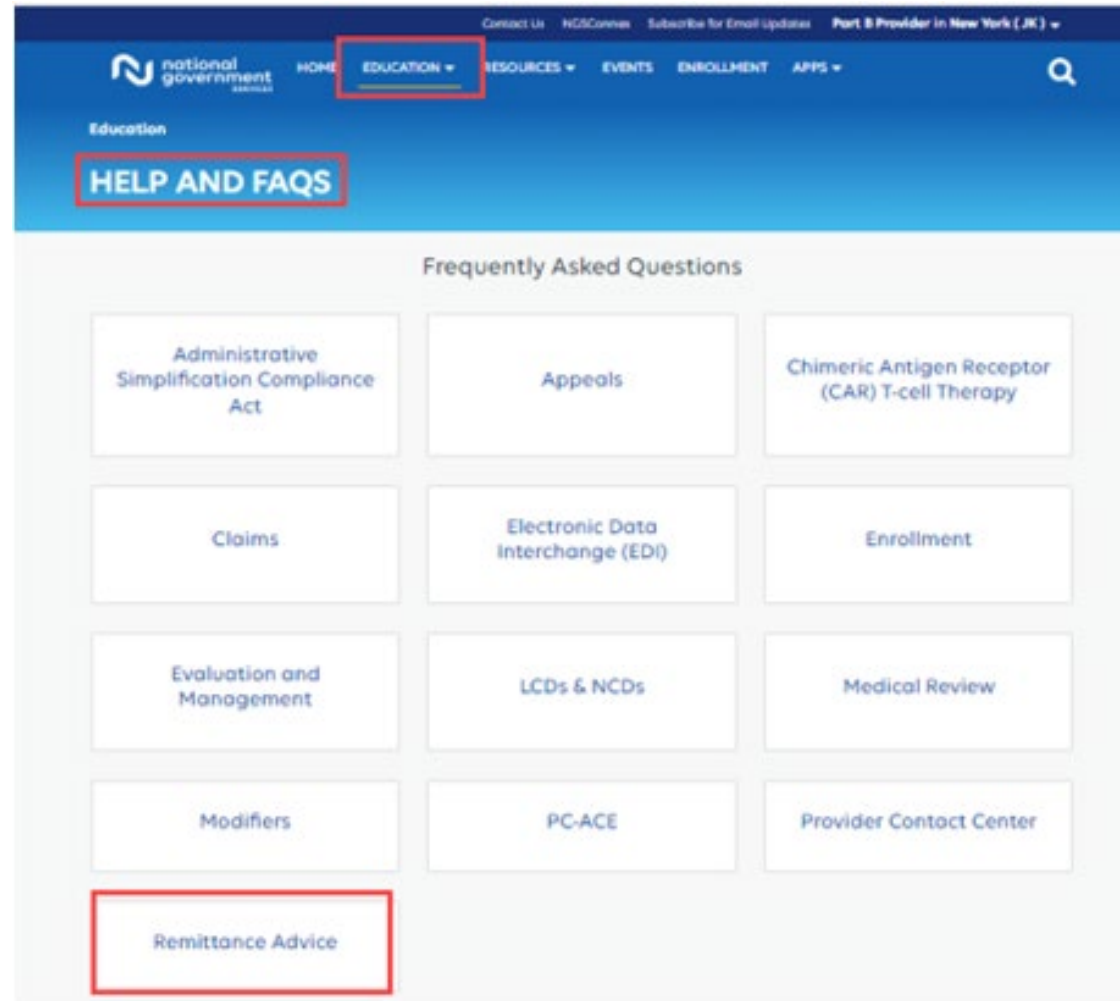 Contact Us NGSConnex Subscribe for Email Updates Part B Provider in New York ( JK )
national
government
SERVICES
HOME EDUCATION RESOURCES EVENTS ENROLLMENT APPS
Education
HELP AND FAQS
Frequently Asked Questions
Administrative
Simplification Compliance
Act
Appeals
Chimeric Antigen Receptor
(CAR) T-cell Therapy
Claims
Electronic Data
Interchange (EDI)
Enrollment
Evaluation and
Management
LCDs & NCDs
Medical Review
Modifiers
PC-ACE
Provider Contact Center
Remittance Advice